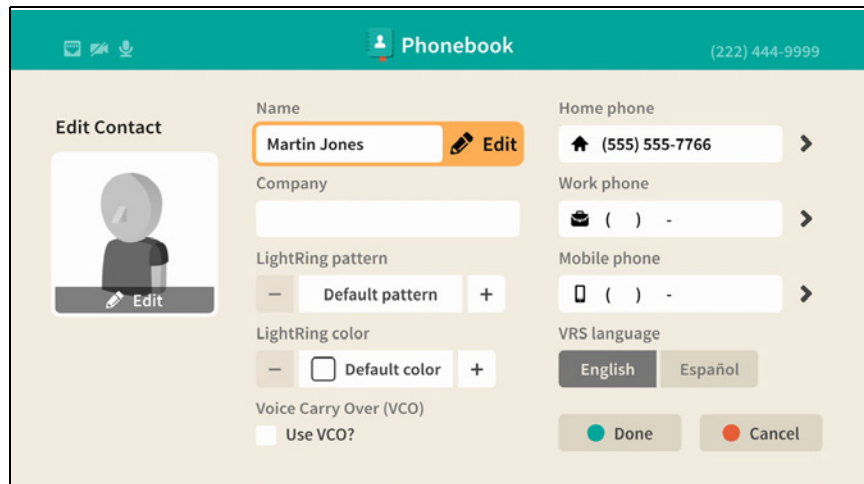 Phonebook
(222) 444-9999
Edit Contact
Edit
Name
Martin Jones
Edit
Company
LightRing pattern
− Default pattern +
LightRing color
− Default color +
Voice Carry Over (VCO)
Use VCO?
Home phone
(555) 555-7766
Work phone
( ) -
Mobile phone
( ) -
VRS language
English Español
Done Cancel